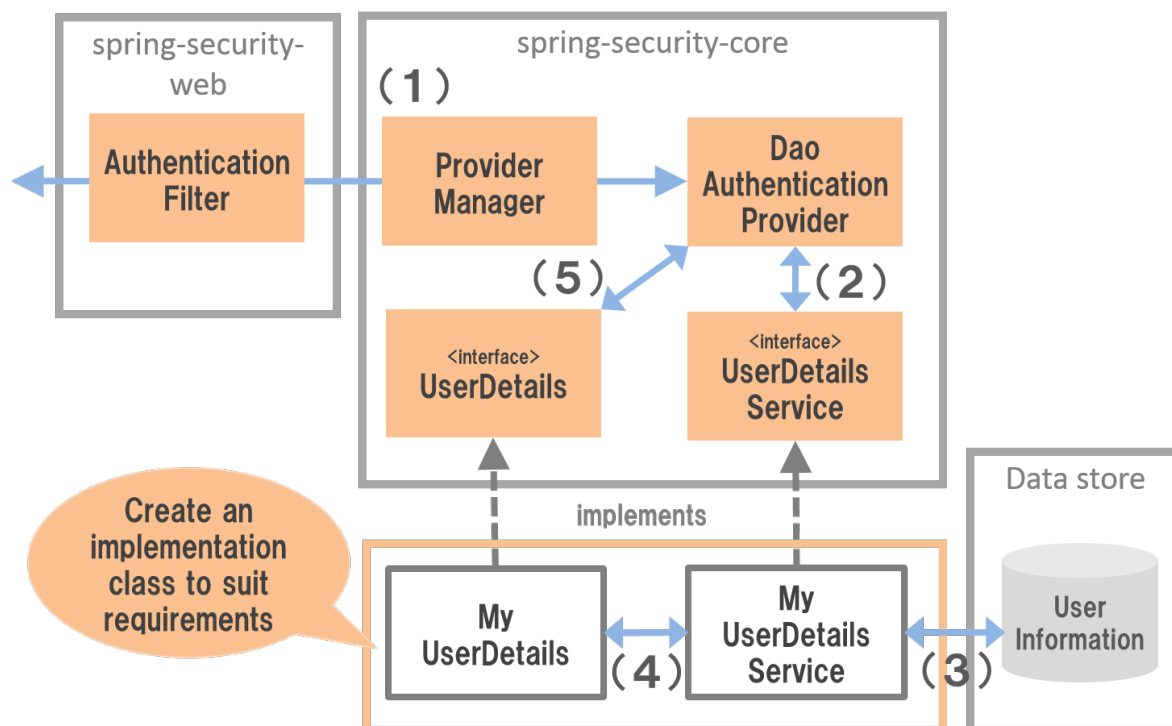 spring-security-
web
spring-security-core
(1)
Authentication
Filter
Provider
Manager
Dao
Authentication
Provider
(5)
(2)
<interface>
UserDetails
<interface>
UserDetails
Service
Data store
implements
Create an
implementation
class to suit
requirements
My
UserDetails
(4)
My
UserDetails
Service
(3)
User
Information